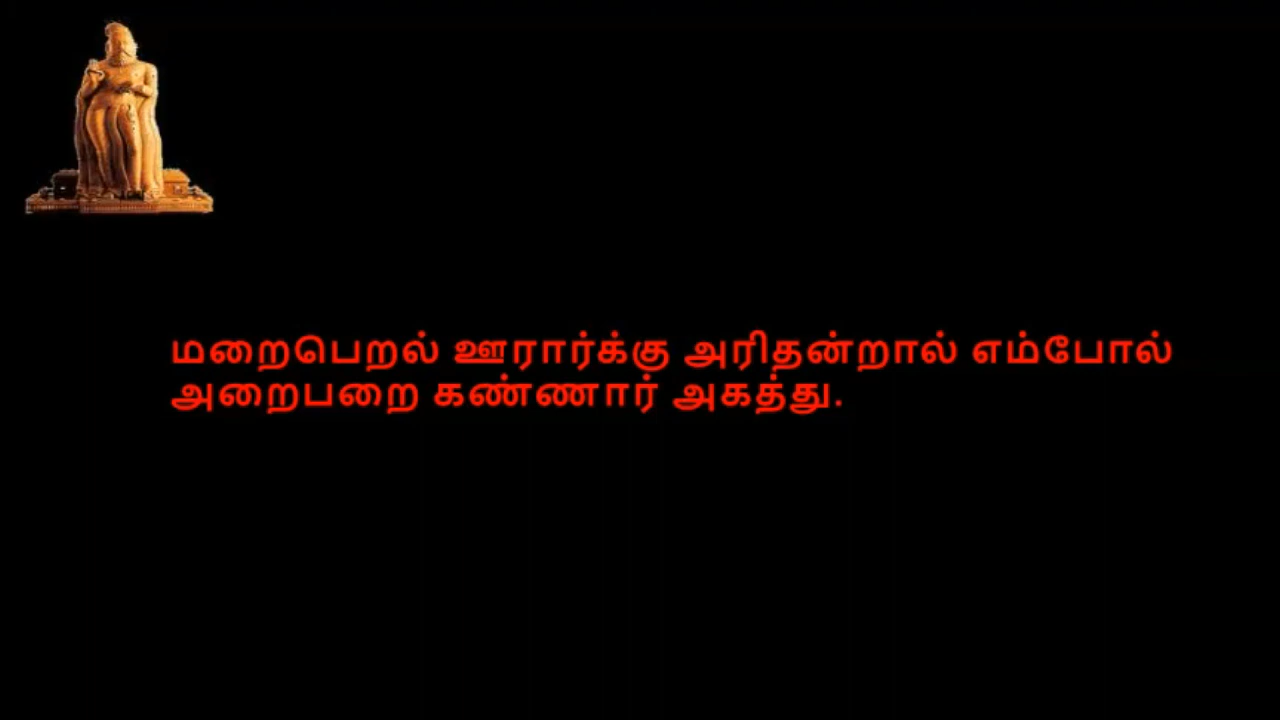 மறைபெறல் ஊரார்க்கு அரிதன்றால் எம்போல்
அறைபறை கண்ணார் அகத்து.